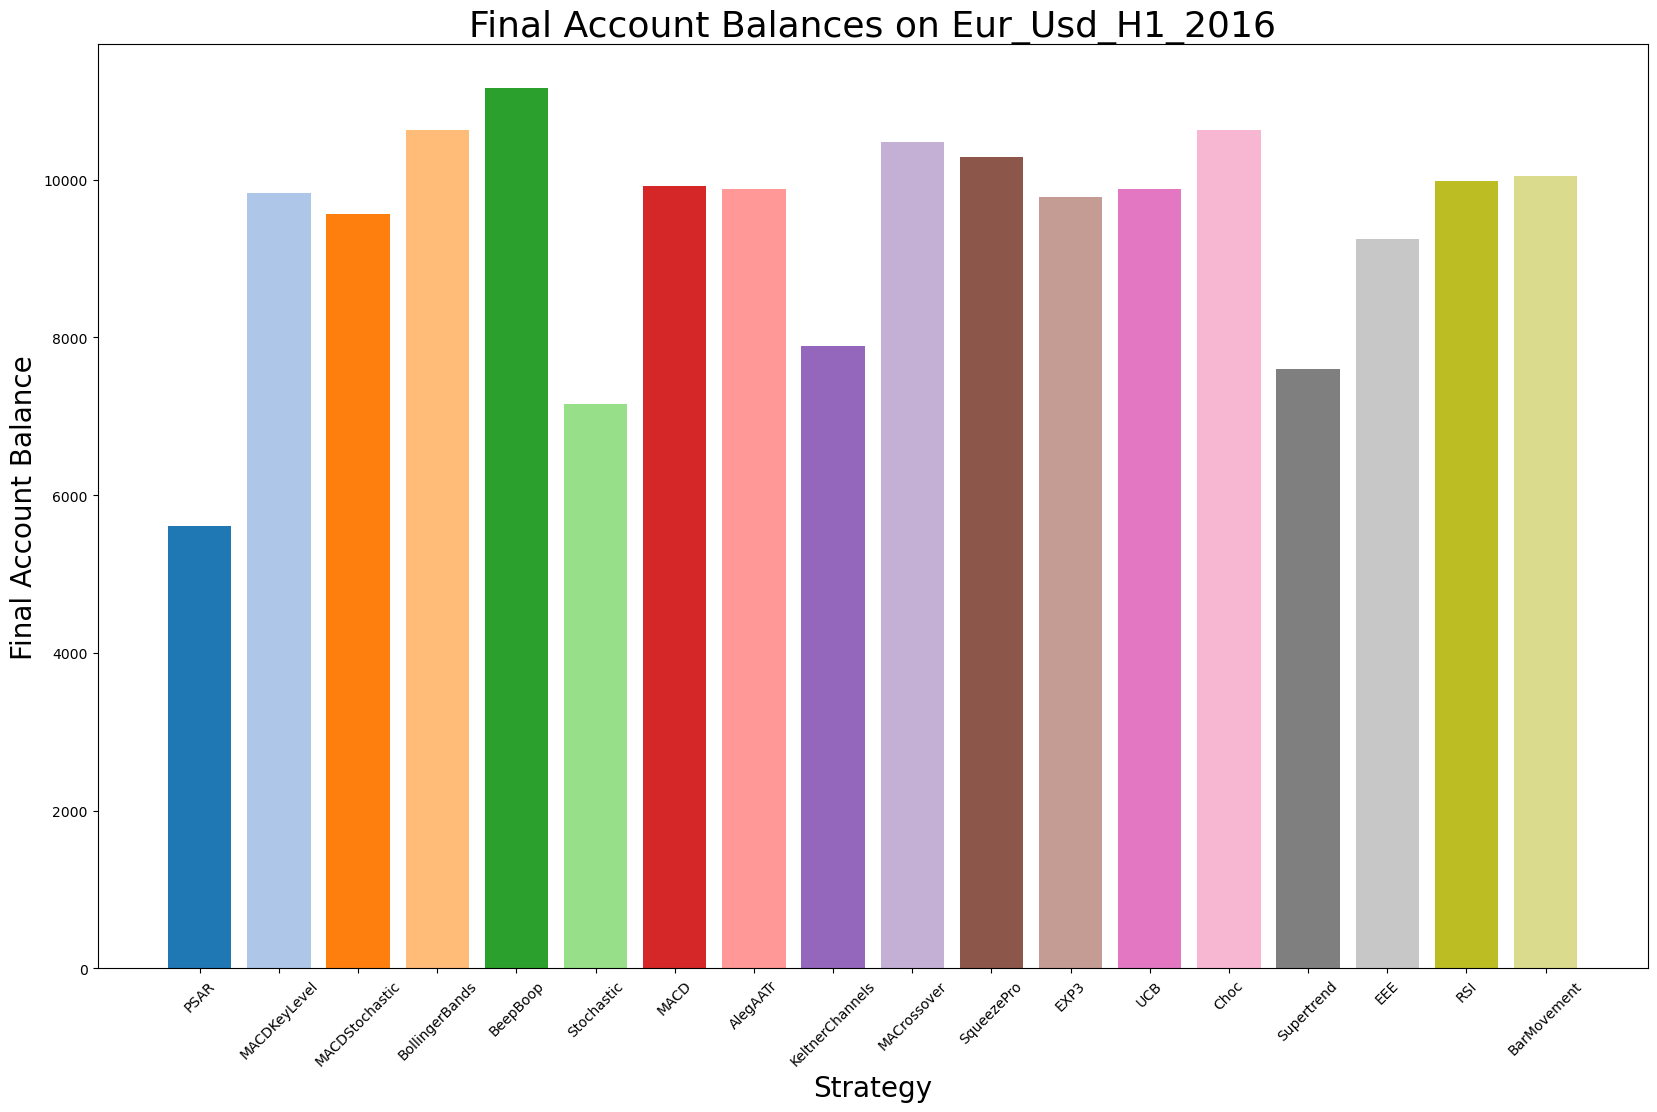 Final Account Balances on Eur_Usd_H1_2016
Final Account Balance
10000
8000
6000
4000
2000
0
PSAR
MACDKeyLevel
MACDStochastic
BollingerBands
BeepBoop
Stochastic
MACD
AlegAATr
KeltnerChannels
MACrossover
SqueezePro
EXP3
UCB
Choc
Supertrend
EEE
RSI
BarMovement
Strategy